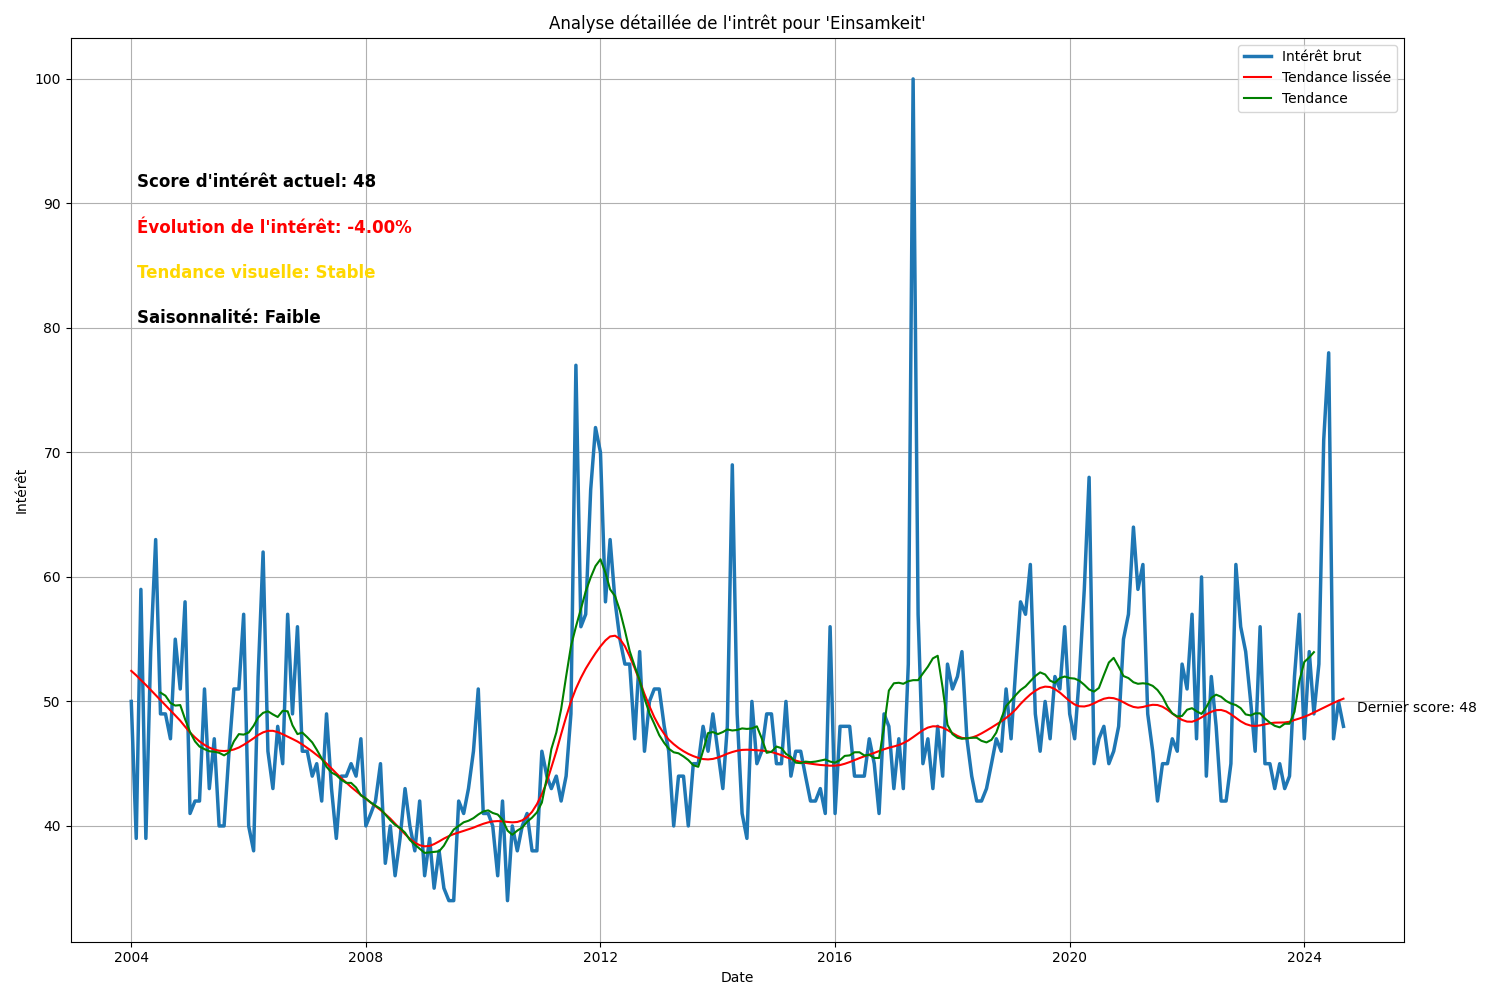 Analyse détaillée de l'intrêt pour 'Einsamkeit'
Intérêt brut
Tendance lissée
Tendance
Score d'intérêt actuel: 48
Évolution de l'intérêt: -4.00%
Tendance visuelle: Stable
Saisonnalité: Faible
Dernier score: 48
Intérêt
100
90
80
70
60
50
40
2004
2008
2012
2016
2020
2024
Date